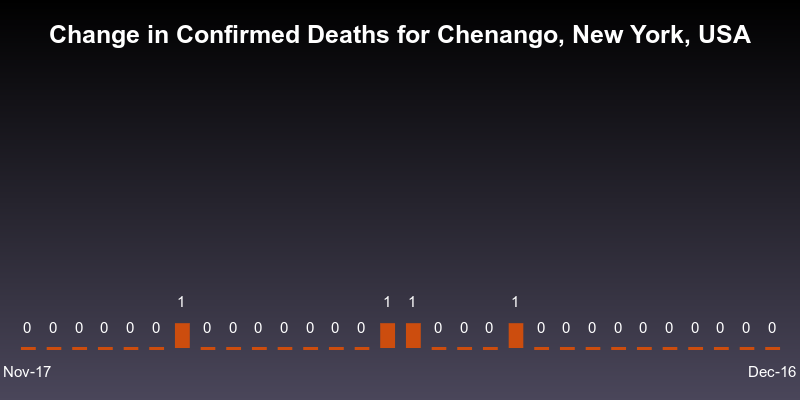 Change in Confirmed Deaths for Chenango, New York, USA
1 1 1 1
0 0 0 0 0 0 0 0 0 0 0 0 0 0 0 0 0 0 0 0 0 0 0 0 0 0
Nov-17 Dec-16